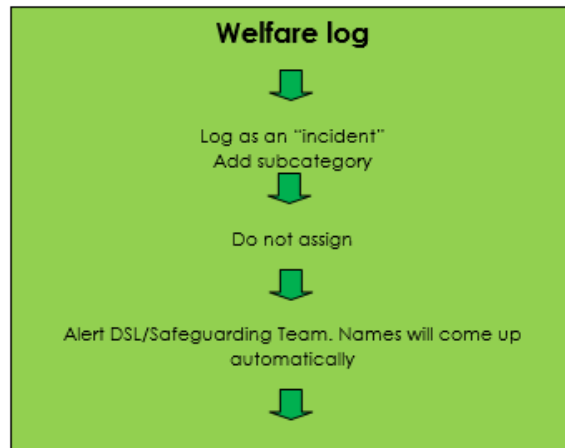 Welfare log
Log as an “incident”
Add subcategory
Do not assign
Alert DSL/Safeguarding Team. Names will come up
automatically